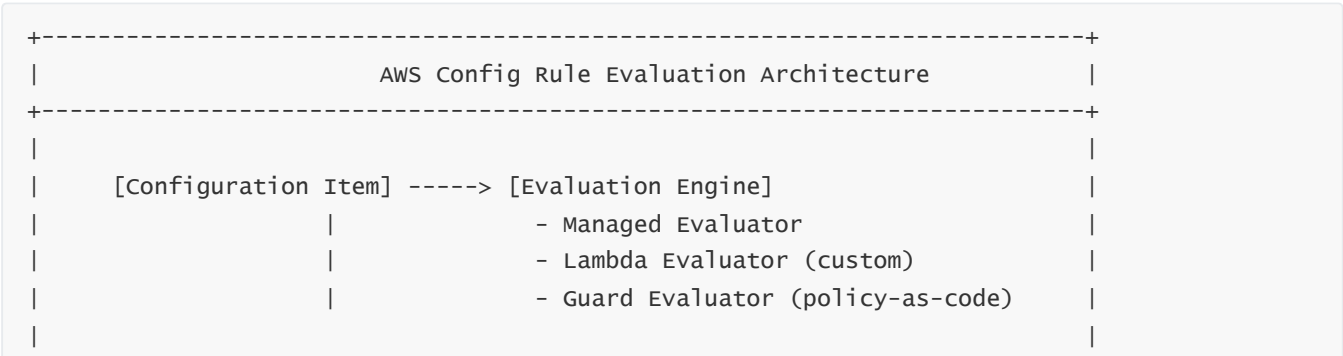 +--------------------------------------------------------------------------+
|                        AWS Config Rule Evaluation Architecture           |
+--------------------------------------------------------------------------+
|                                                                          |
|     [Configuration Item] -----> [Evaluation Engine]                      |
|                    |              - Managed Evaluator                    |
|                    |              - Lambda Evaluator (custom)            |
|                    |              - Guard Evaluator (policy-as-code)     |
|                                                                          |